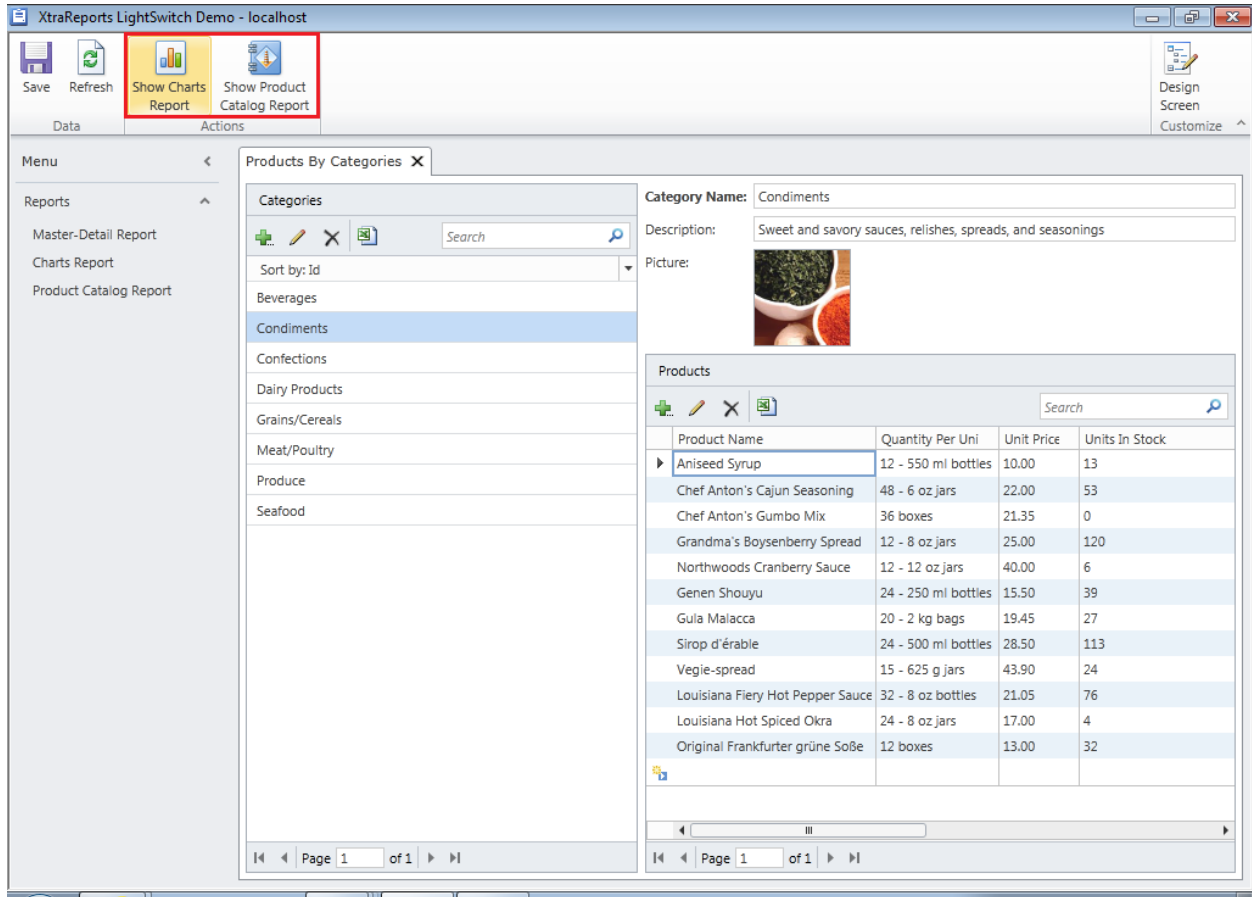 XtraReports LightSwitch Demo - localhost
Save
Refresh
Show Charts
Report
Show Product
Catalog Report
Design
Screen
Data
Actions
Customize
Menu
Reports
Master-Detail Report
Charts Report
Product Catalog Report
Products By Categories
Categories
Search
Sort by: Id
Beverages
Condiments
Confections
Dairy Products
Grains/Cereals
Meat/Poultry
Produce
Seafood
Page 1 of 1
Category Name: Condiments
Description: Sweet and savory sauces, relishes, spreads, and seasonings
Picture:
Products
Search
Product Name Quantity Per Uni Unit Price Units In Stock
Aniseed Syrup 12 - 550 ml bottles 10.00 13
Chef Anton's Cajun Seasoning 48 - 6 oz jars 22.00 53
Chef Anton's Gumbo Mix 36 boxes 21.35 0
Grandma's Boysenberry Spread 12 - 8 oz jars 25.00 120
Northwoods Cranberry Sauce 12 - 12 oz jars 40.00 6
Genen Shouyu 24 - 250 ml bottles 15.50 39
Gula Malacca 20 - 2 kg bags 19.45 27
Sirop d'érable 24 - 500 ml bottles 28.50 113
Vegie-spread 15 - 625 g jars 43.90 24
Louisiana Fiery Hot Pepper Sauce 32 - 8 oz bottles 21.05 76
Louisiana Hot Spiced Okra 24 - 8 oz jars 17.00 4
Original Frankfurter grüne Soße 12 boxes 13.00 32
Page 1 of 1